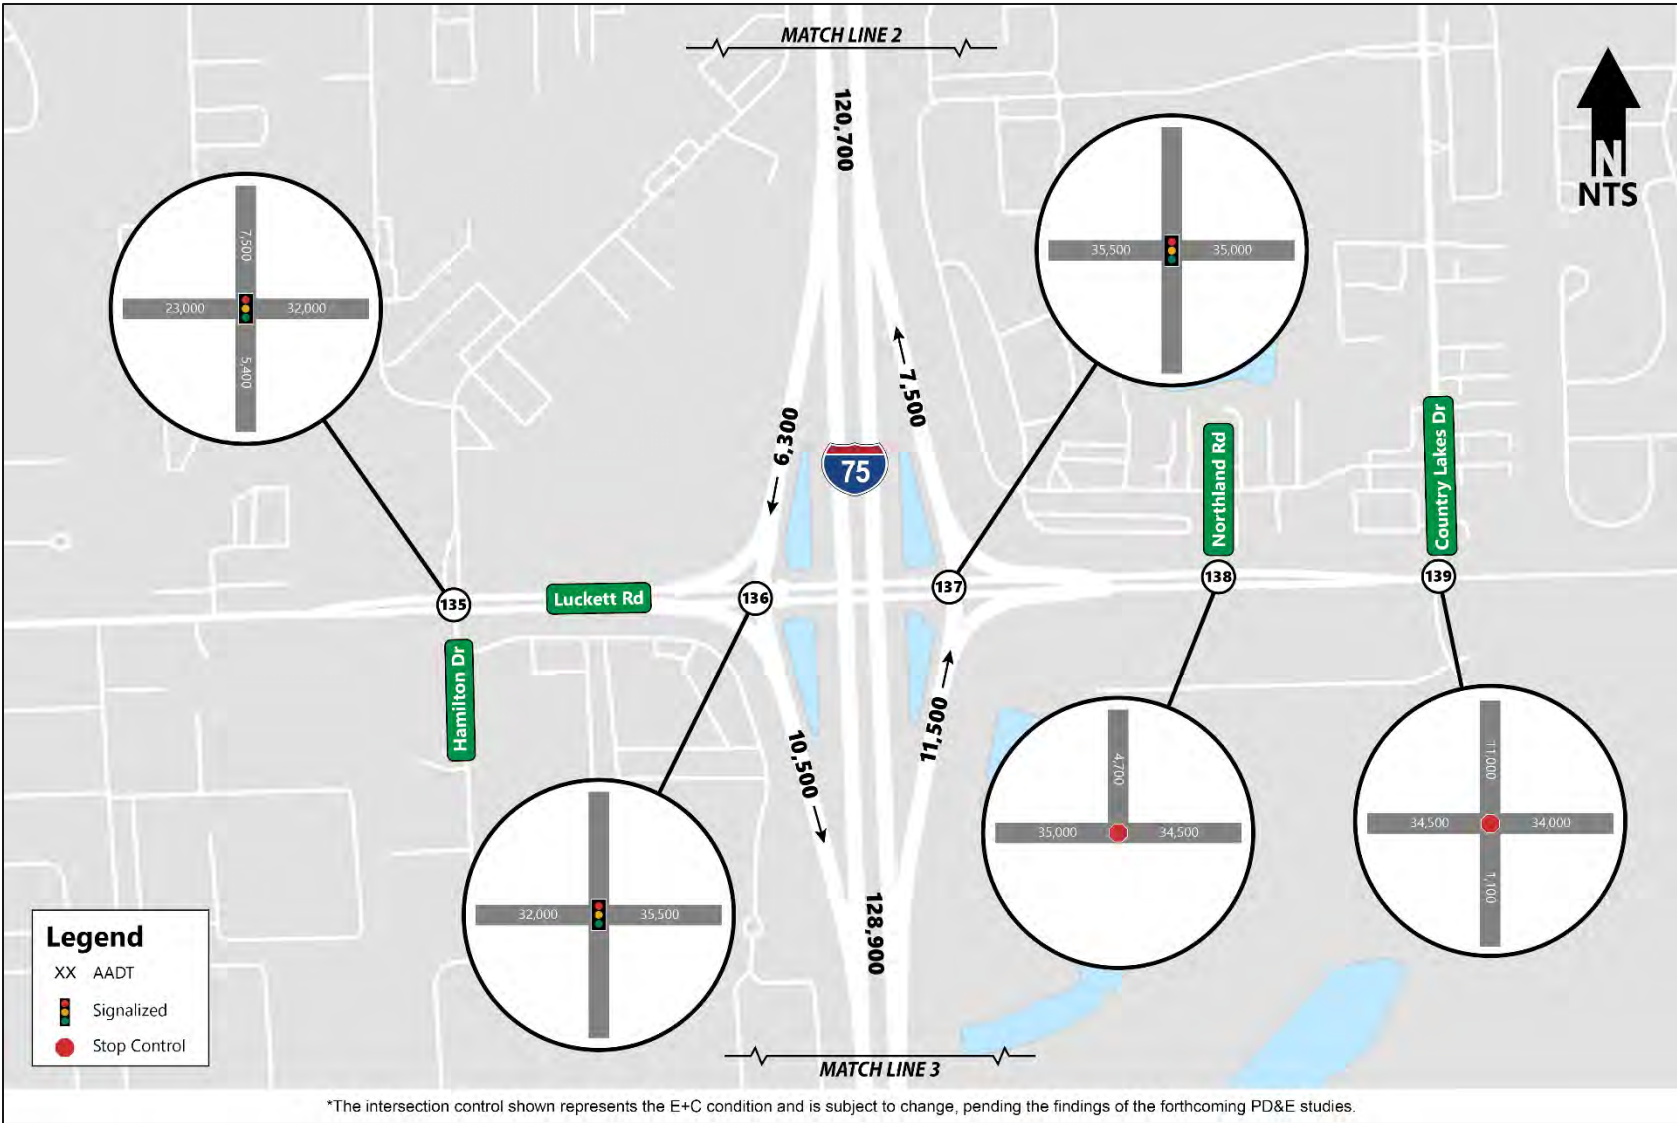 MATCH LINE 2
120,700
N
NTS
7,500
23,000
32,000
5,400
35,500
35,000
6,300
7,500
75
Northland Rd
Country Lakes Dr
135
Luckett Rd
136
137
138
139
Hamilton Dr
10,500
11,500
4,700
35,000
34,500
11,000
34,500
34,000
1,100
32,000
35,500
128,900
Legend
XX AADT
Signalized
Stop Control
MATCH LINE 3
*The intersection control shown represents the E+C condition and is subject to change, pending the findings of the forthcoming PD&E studies.